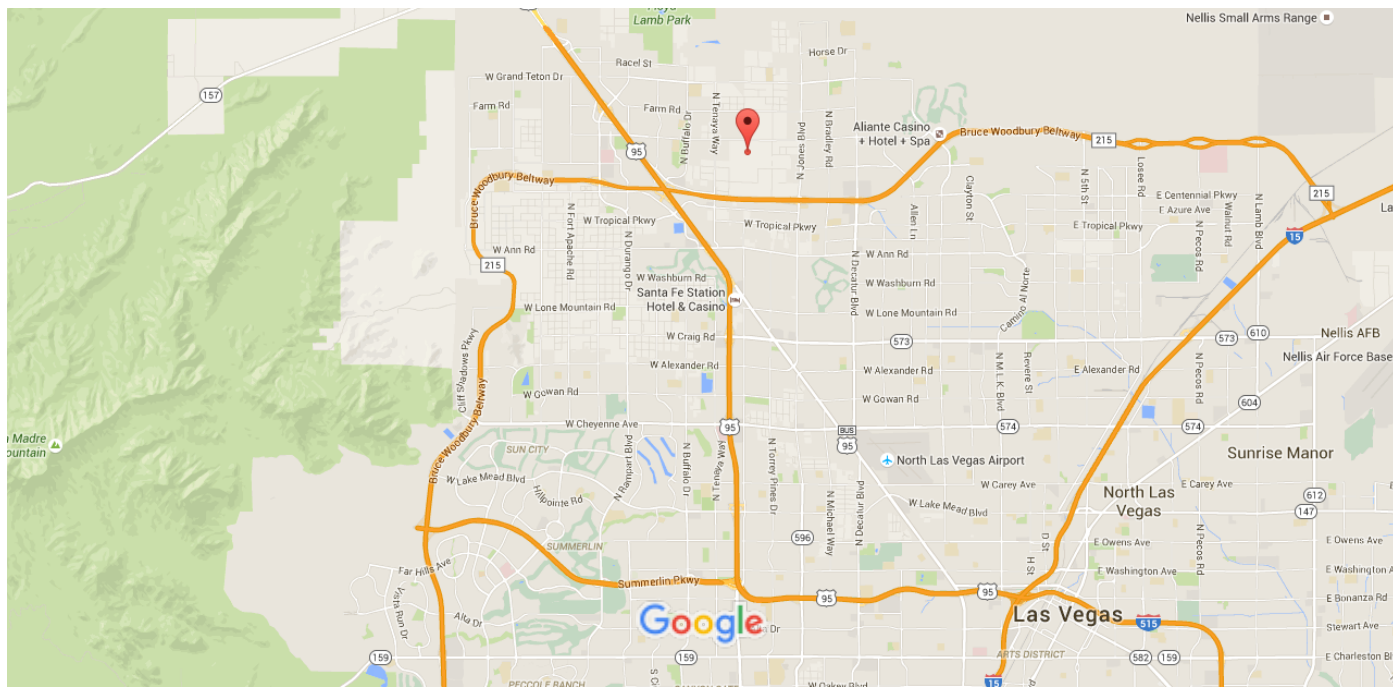 Lamb Park
Nellis Small Arms Range
Horse Dr
Racel St
W Grand Teton Dr
157
Farm Rd
Farm Rd
N Tenaya Way
N Buffalo Dr
N Jones Blvd
N Bradley Rd
Aliante Casino
+ Hotel + Spa
Bruce Woodbury Beltway
215
95
Losee Rd
Bruce Woodbury Beltway
Bruce Woodbury Beltway
N 5th St
Clayton St
E Centennial Pkwy
215
N Fort Apache Rd
W Tropical Pkwy
W Tropical Pkwy
Allen Ln
E Azure Ave
E Tropical Pkwy
Walnut Rd
N Lamb Blvd
N Pecos Rd
La
15
W Ann Rd
N Durango Dr
W Ann Rd
215
W Washburn Rd
W Washburn Rd
N Decatur Blvd
Santa Fe Station
Hotel & Casino
Camino Al Norte
W Lone Mountain Rd
W Lone Mountain Rd
W Craig Rd
573
573
610
Nellis AFB
Nellis Air Force Base
Cliff Shadows Pkwy
W Alexander Rd
W Alexander Rd
N M.L.K. Blvd
Revere St
E Alexander Rd
N Pecos Rd
W Gowan Rd
W Gowan Rd
604
Bruce Woodbury Beltway
W Cheyenne Ave
95
BUS
95
574
574
Madre
ountain
SUN CITY
N Rampart Blvd
N Buffalo Dr
N Tenaya Way
N Torrey Pines Dr
North Las Vegas Airport
Sunrise Manor
W Lake Mead Blvd
Hillpointe Rd
N Michael Way
N Decatur Blvd
W Carey Ave
E Carey Ave
W Lake Mead Blvd
North Las
Vegas
612
147
596
SUMMERLIN
D St
H St
E Owens Ave
E Owens Ave
N Pecos Rd
Far Hills Ave
E Washington Ave
E Washington A
Summerlin Pkwy
Vista Run Dr
95
95
E Bonanza Rd
Alta Dr
Google
Las Vegas
515
Stewart Ave
159
159
ARTS DISTRICT
582
159
E Charleston Bl
PECCOLE RANCH
15
W Oakey Blvd